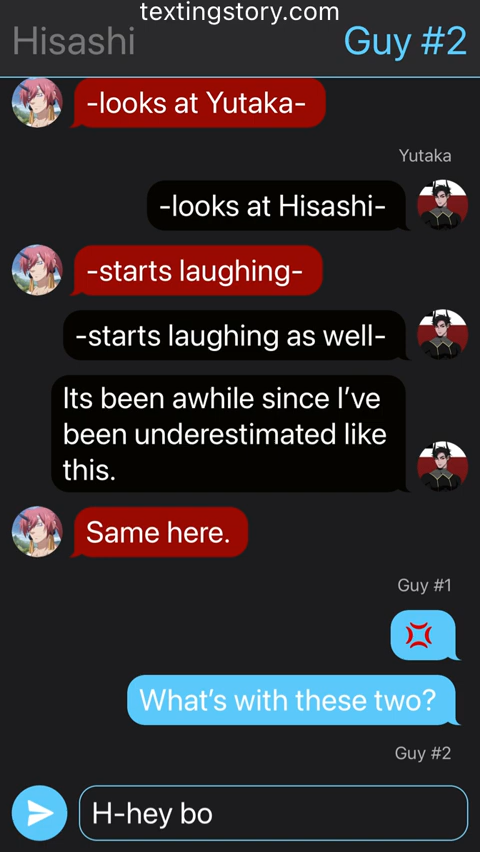 textingstory.com
Hisashi
Guy #2
-looks at Yutaka-
Yutaka
-looks at Hisashi-
-starts laughing-
-starts laughing as well-
Its been awhile since I’ve
been underestimated like
this.
Same here.
Guy #1
💢
What’s with these two?
Guy #2
H-hey bo